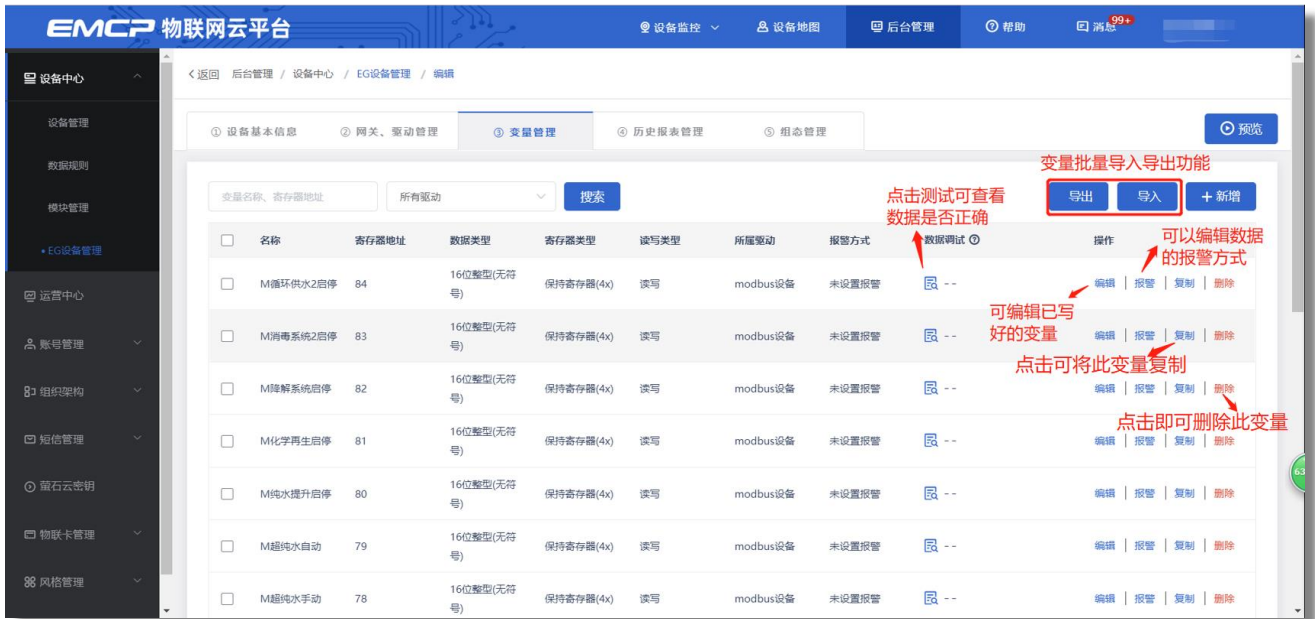 EMCP 物联网云平台
设备监控 设备地图 后台管理 帮助 消息 99+
设备中心
设备管理
数据规则
模块管理
• EG设备管理
运营中心
账号管理
组织架构
短信管理
萤石云密钥
物联卡管理
风格管理
<返回 后台管理 / 设备中心 / EG设备管理 / 编辑
① 设备基本信息 ② 网关、驱动管理 ③ 变量管理 ④ 历史报表管理 ⑤ 组态管理 预览
变量批量导入导出功能
变量名称、寄存器地址 所有驱动 搜索 导出 导入 + 新增
点击测试可查看
数据是否正确
名称 寄存器地址 数据类型 寄存器类型 读写类型 所属驱动 报警方式 数据调试 操作
可以编辑数据
的报警方式
M循环供水2启停 84 16位整型(无符号) 保持寄存器(4x) 读写 modbus设备 未设置报警 -- 编辑 | 报警 | 复制 | 删除
可编辑已写
好的变量
M消毒系统2启停 83 16位整型(无符号) 保持寄存器(4x) 读写 modbus设备 未设置报警 -- 编辑 | 报警 | 复制 | 删除
点击可将此变量复制
M降解系统启停 82 16位整型(无符号) 保持寄存器(4x) 读写 modbus设备 未设置报警 -- 编辑 | 报警 | 复制 | 删除
点击即可删除此变量
M化学再生启停 81 16位整型(无符号) 保持寄存器(4x) 读写 modbus设备 未设置报警 -- 编辑 | 报警 | 复制 | 删除
M纯水提升启停 80 16位整型(无符号) 保持寄存器(4x) 读写 modbus设备 未设置报警 -- 编辑 | 报警 | 复制 | 删除
M超纯水自动 79 16位整型(无符号) 保持寄存器(4x) 读写 modbus设备 未设置报警 -- 编辑 | 报警 | 复制 | 删除
M超纯水手动 78 16位整型(无符号) 保持寄存器(4x) 读写 modbus设备 未设置报警 -- 编辑 | 报警 | 复制 | 删除
63